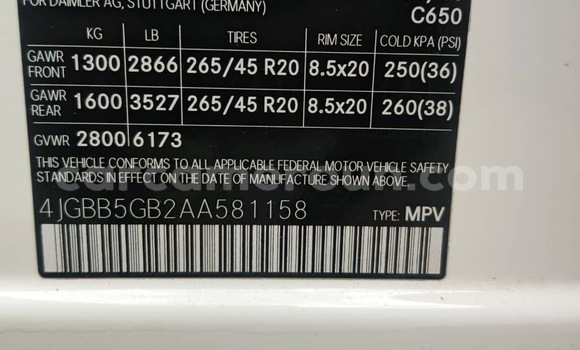 FOR DAIMLER AG, STUTTGART (GERMANY)
C650
KG LB TIRES RIM SIZE COLD KPA (PSI)
GAWR FRONT 1300 2866 265/45 R20 8.5x20 250(36)
GAWR REAR 1600 3527 265/45 R20 8.5x20 260(38)
GVWR 2800 6173
THIS VEHICLE CONFORMS TO ALL APPLICABLE FEDERAL MOTOR VEHICLE SAFETY
STANDARDS IN EFFECT ON THE DATE OF MANUFACTURE SHOWN ABOVE.
4JGBB5GB2AA581158 TYPE: MPV